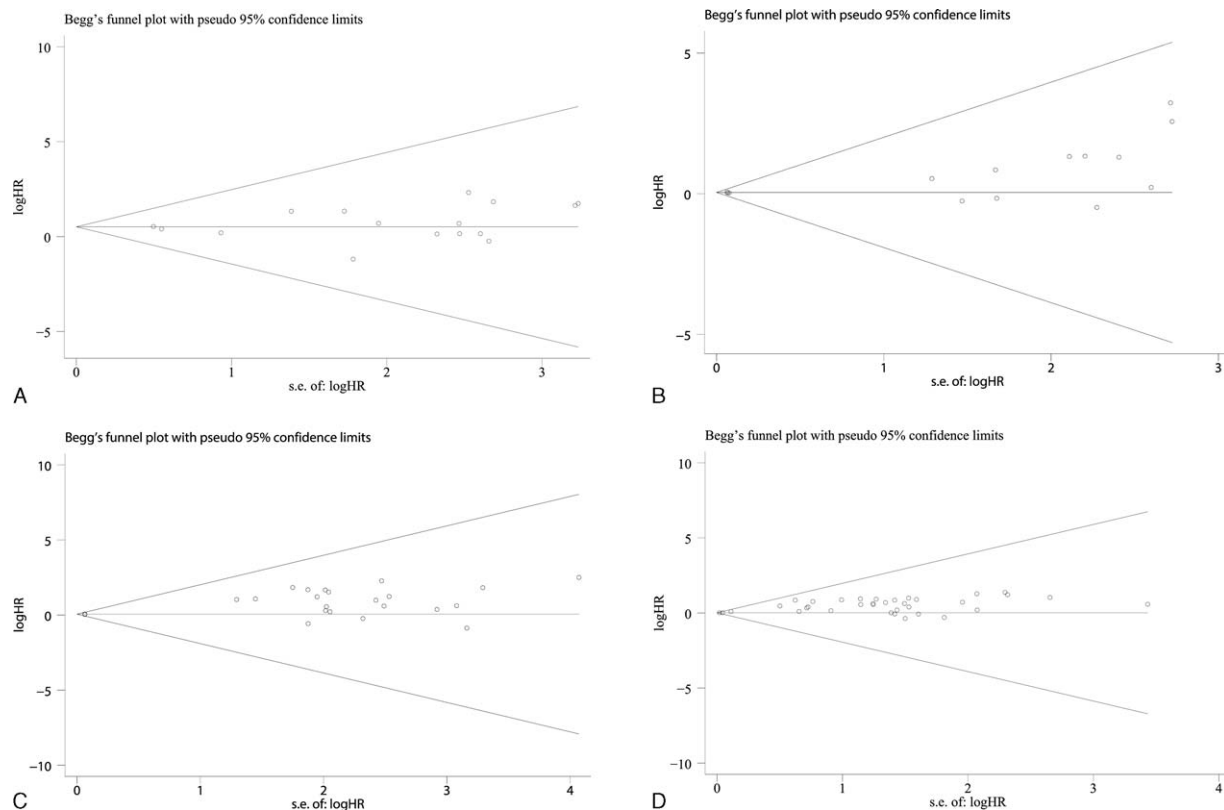 Begg's funnel plot with pseudo 95% confidence limits
10
5
0
−5
logHR
0 1 2 3
s.e. of: logHR
A
Begg's funnel plot with pseudo 95% confidence limits
5
0
−5
logHR
0 1 2 3
s.e. of: logHR
B
Begg's funnel plot with pseudo 95% confidence limits
10
5
0
−5
−10
logHR
0 1 2 3 4
s.e. of: logHR
C
Begg's funnel plot with pseudo 95% confidence limits
10
5
0
−5
−10
logHR
0 1 2 3 4
s.e. of: logHR
D